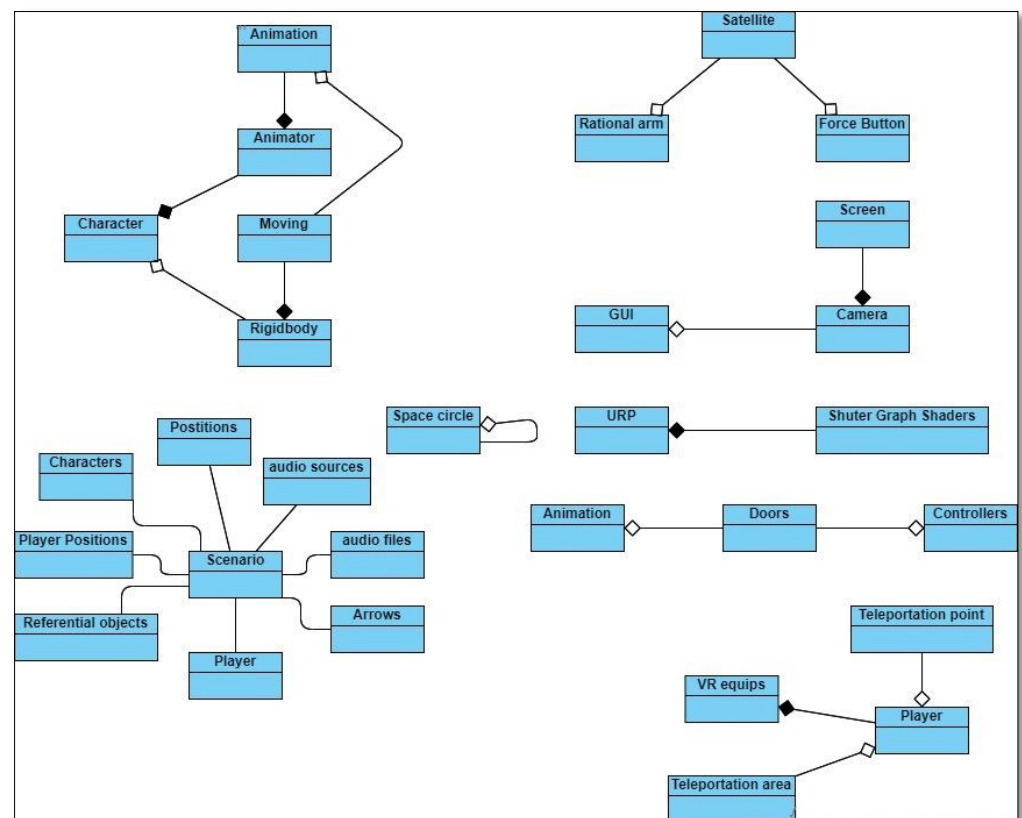 Animation
Satellite
Animator
Rational arm
Force Button
Character
Moving
Screen
Rigidbody
GUI
Camera
Space circle
URP
Shuter Graph Shaders
Postitions
Characters
audio sources
Animation
Doors
Controllers
Player Positions
Scenario
audio files
Referential objects
Arrows
Teleportation point
Player
VR equips
Player
Teleportation area